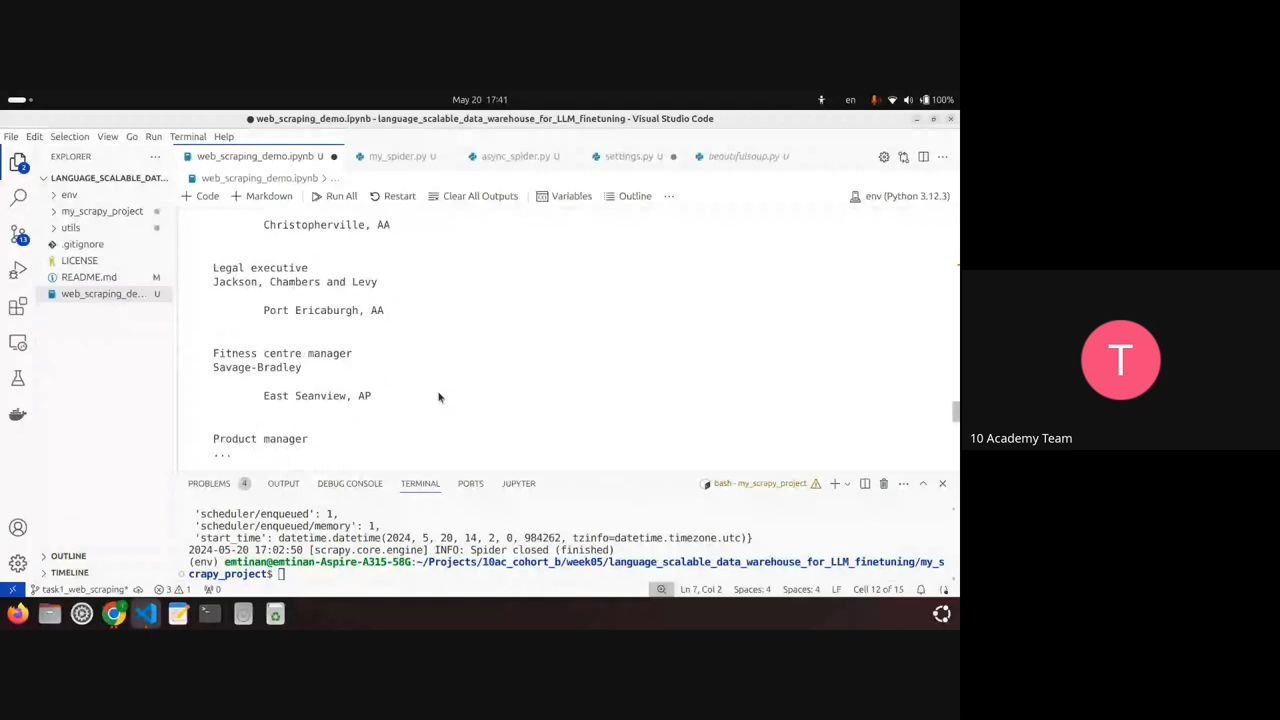 May 20 17:41
en
100%
web_scraping_demo.ipynb - language_scalable_data_warehouse_for_LLM_finetuning - Visual Studio Code
File Edit Selection View Go Run Terminal Help
EXPLORER
web_scraping_demo.ipynb U
my_spider.py U
async_spider.py U
settings.py U
beautifulsoup.py U
LANGUAGE_SCALABLE_DAT...
web_scraping_demo.ipynb > ...
env
+ Code + Markdown Run All Restart Clear All Outputs Variables Outline ... env (Python 3.12.3)
my_scrapy_project
utils
.gitignore
LICENSE
README.md M
web_scraping_de... U
2
13
Christopherville, AA
Legal executive
Jackson, Chambers and Levy
Port Ericaburgh, AA
Fitness centre manager
Savage-Bradley
East Seanview, AP
Product manager
...
PROBLEMS 4 OUTPUT DEBUG CONSOLE TERMINAL PORTS JUPYTER
bash - my_scrapy_project
'scheduler/enqueued': 1,
'scheduler/enqueued/memory': 1,
'start_time': datetime.datetime(2024, 5, 20, 14, 2, 0, 984262, tzinfo=datetime.timezone.utc)}
2024-05-20 17:02:50 [scrapy.core.engine] INFO: Spider closed (finished)
(env) emtinan@emtinan-Aspire-A315-58G:~/Projects/10ac_cohort_b/week05/language_scalable_data_warehouse_for_LLM_finetuning/my_s
crapy_project$
OUTLINE
TIMELINE
task1_web_scraping* 3 1 0
Ln 7, Col 2 Spaces: 4 Spaces: 4 LF Cell 12 of 15
T
10 Academy Team